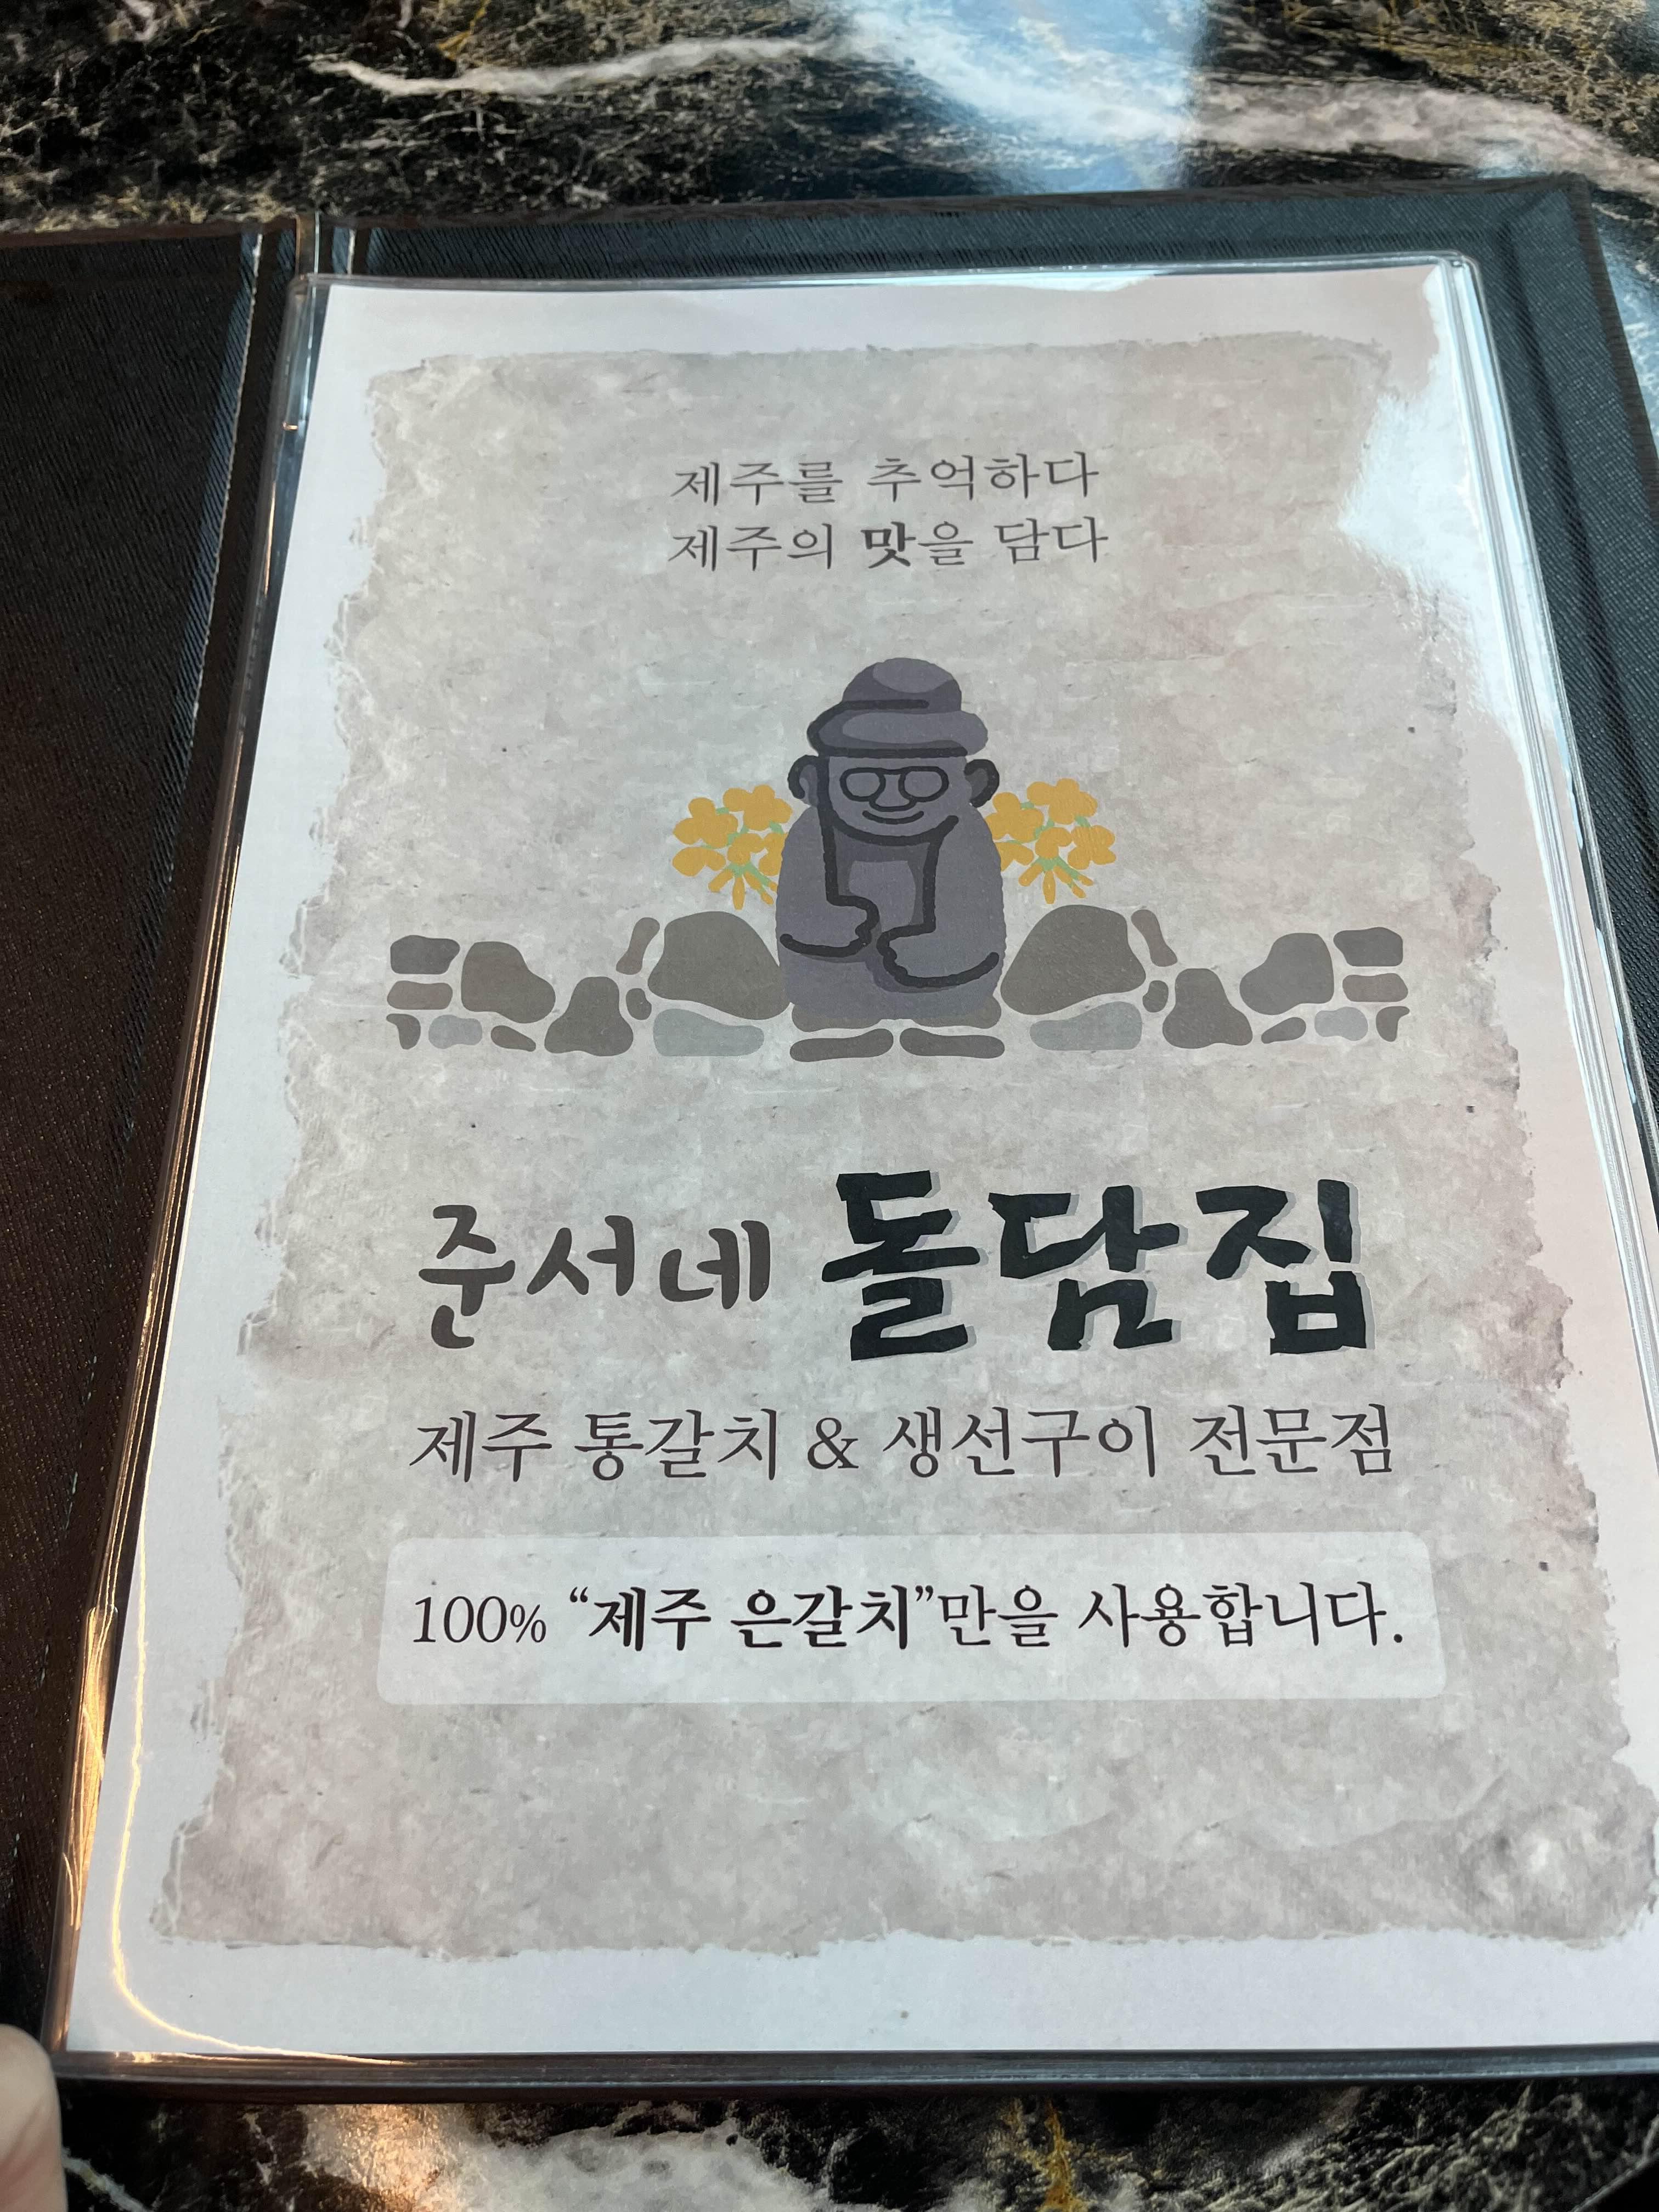 제주를 추억하다
제주의 맛을 담다
준서네 돌담집
제주 통갈치 & 생선구이 전문점
100% “제주 은갈치”만을 사용합니다.